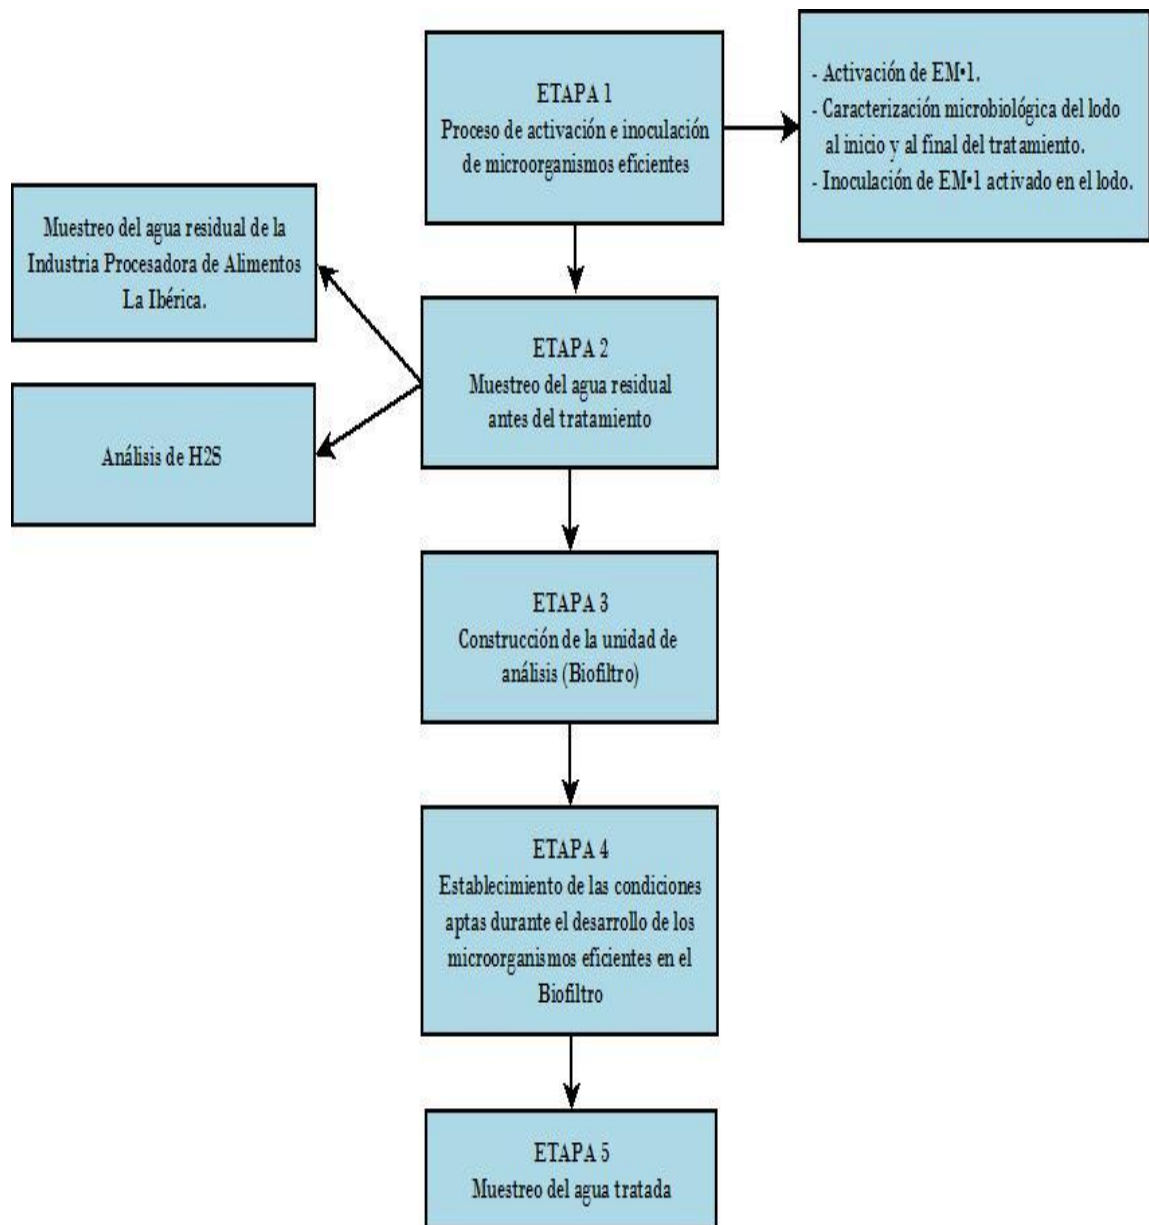 ETAPA 1
Proceso de activación e inoculación
de microorganismos eficientes
- Activación de EM•1.
- Caracterización microbiológica del lodo
al inicio y al final del tratamiento.
- Inoculación de EM•1 activado en el lodo.
Muestreo del agua residual de la
Industria Procesadora de Alimentos
La Ibérica.
Análisis de H2S
ETAPA 2
Muestreo del agua residual
antes del tratamiento
ETAPA 3
Construcción de la unidad de
análisis (Biofiltro)
ETAPA 4
Establecimiento de las condiciones
aptas durante el desarrollo de los
microorganismos eficientes en el
Biofiltro
ETAPA 5
Muestreo del agua tratada